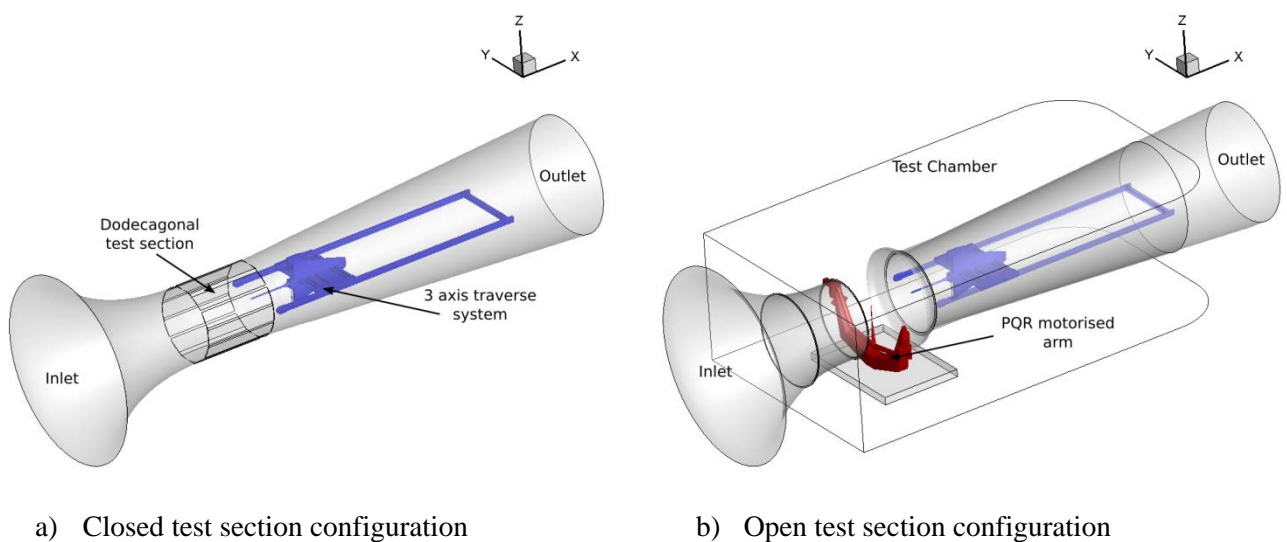 Z
Y
X
Dodecagonal
test section
Outlet
3 axis traverse
system
Inlet
Z
Y
X
Test Chamber
Outlet
PQR motorised
arm
Inlet
a) Closed test section configuration
b) Open test section configuration